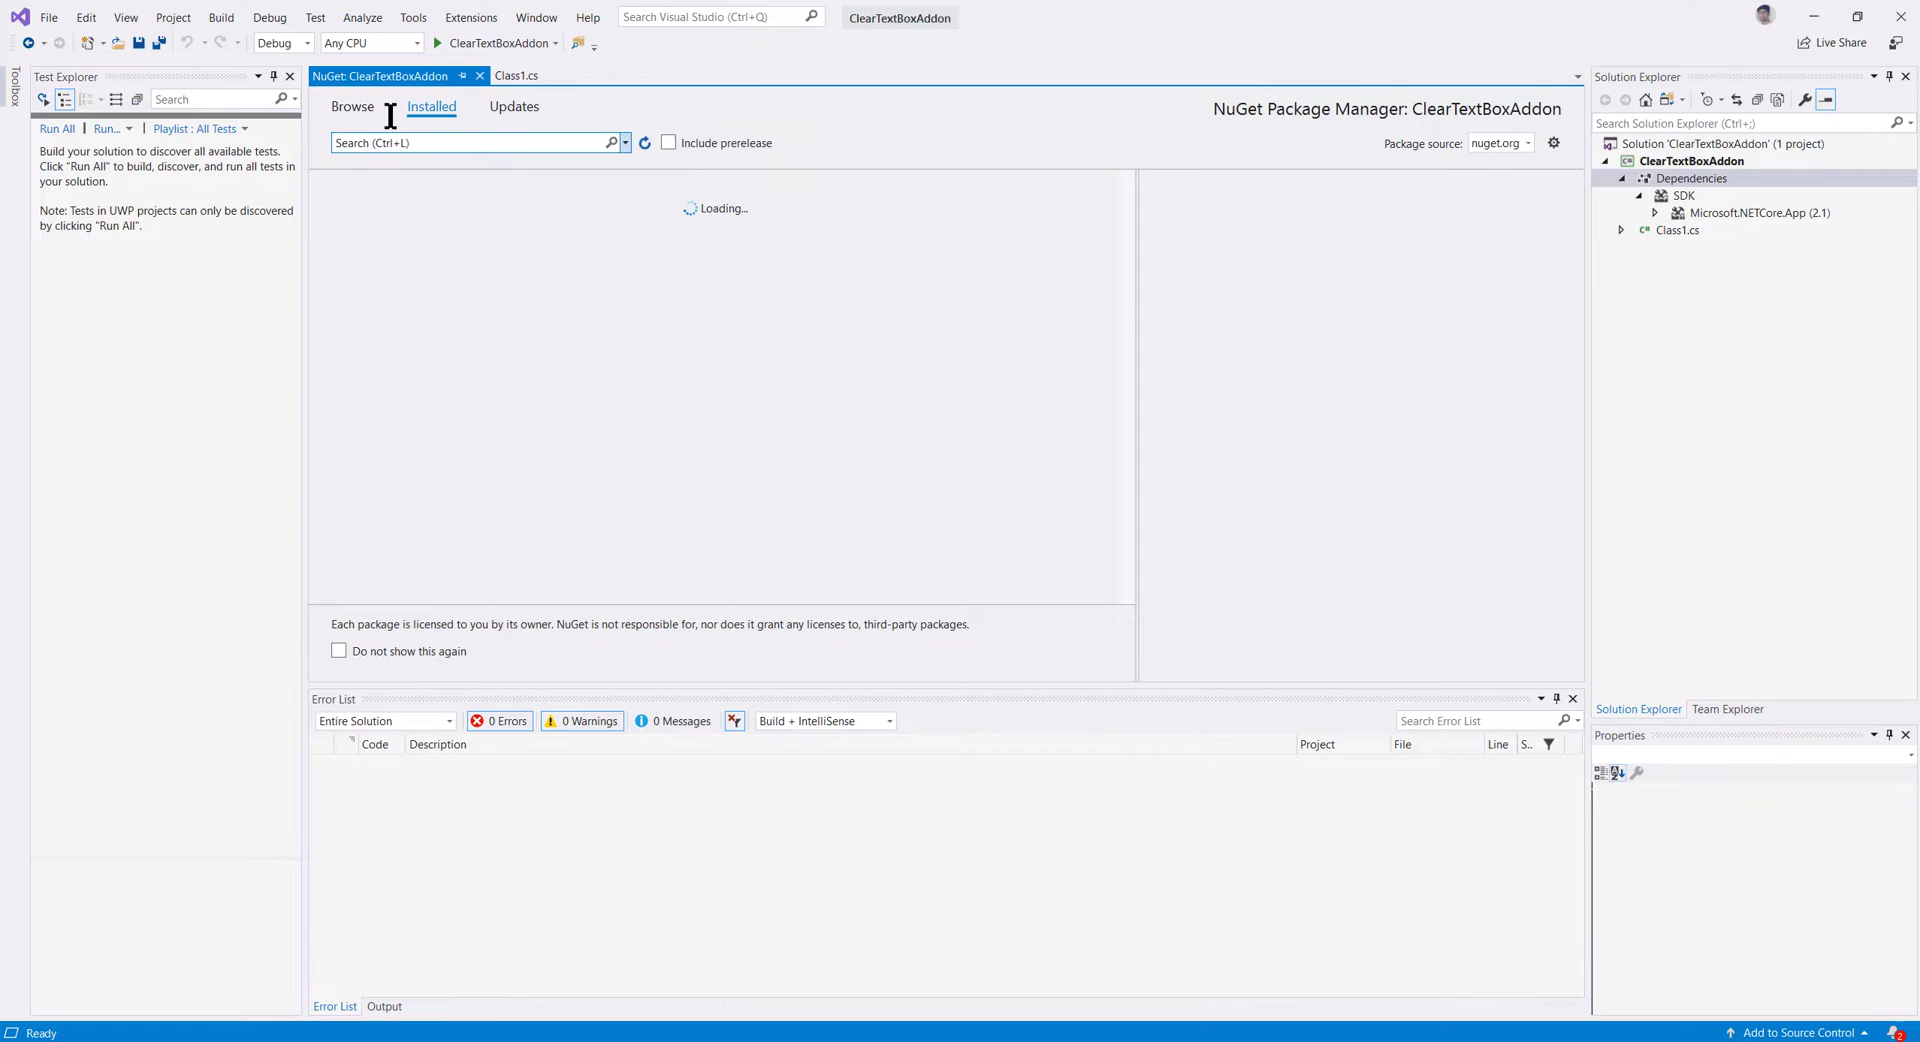 File Edit View Project Build Debug Test Analyze Tools Extensions Window Help Search Visual Studio (Ctrl+Q) ClearTextBoxAddon
Debug Any CPU ClearTextBoxAddon Live Share
Toolbox
Test Explorer
Search
Run All | Run... | Playlist : All Tests
Build your solution to discover all available tests.
Click "Run All" to build, discover, and run all tests in
your solution.
Note: Tests in UWP projects can only be discovered
by clicking "Run All".
NuGet: ClearTextBoxAddon Class1.cs
Browse Installed Updates
NuGet Package Manager: ClearTextBoxAddon
Search (Ctrl+L) Include prerelease
Package source: nuget.org
Loading...
Each package is licensed to you by its owner. NuGet is not responsible for, nor does it grant any licenses to, third-party packages.
Do not show this again
Error List
Entire Solution 0 Errors 0 Warnings 0 Messages Build + IntelliSense Search Error List
Code Description Project File Line S..
Error List Output
Solution Explorer
Search Solution Explorer (Ctrl+;)
Solution 'ClearTextBoxAddon' (1 project)
ClearTextBoxAddon
Dependencies
SDK
Microsoft.NETCore.App (2.1)
C# Class1.cs
Solution Explorer Team Explorer
Properties
Ready
Add to Source Control 2